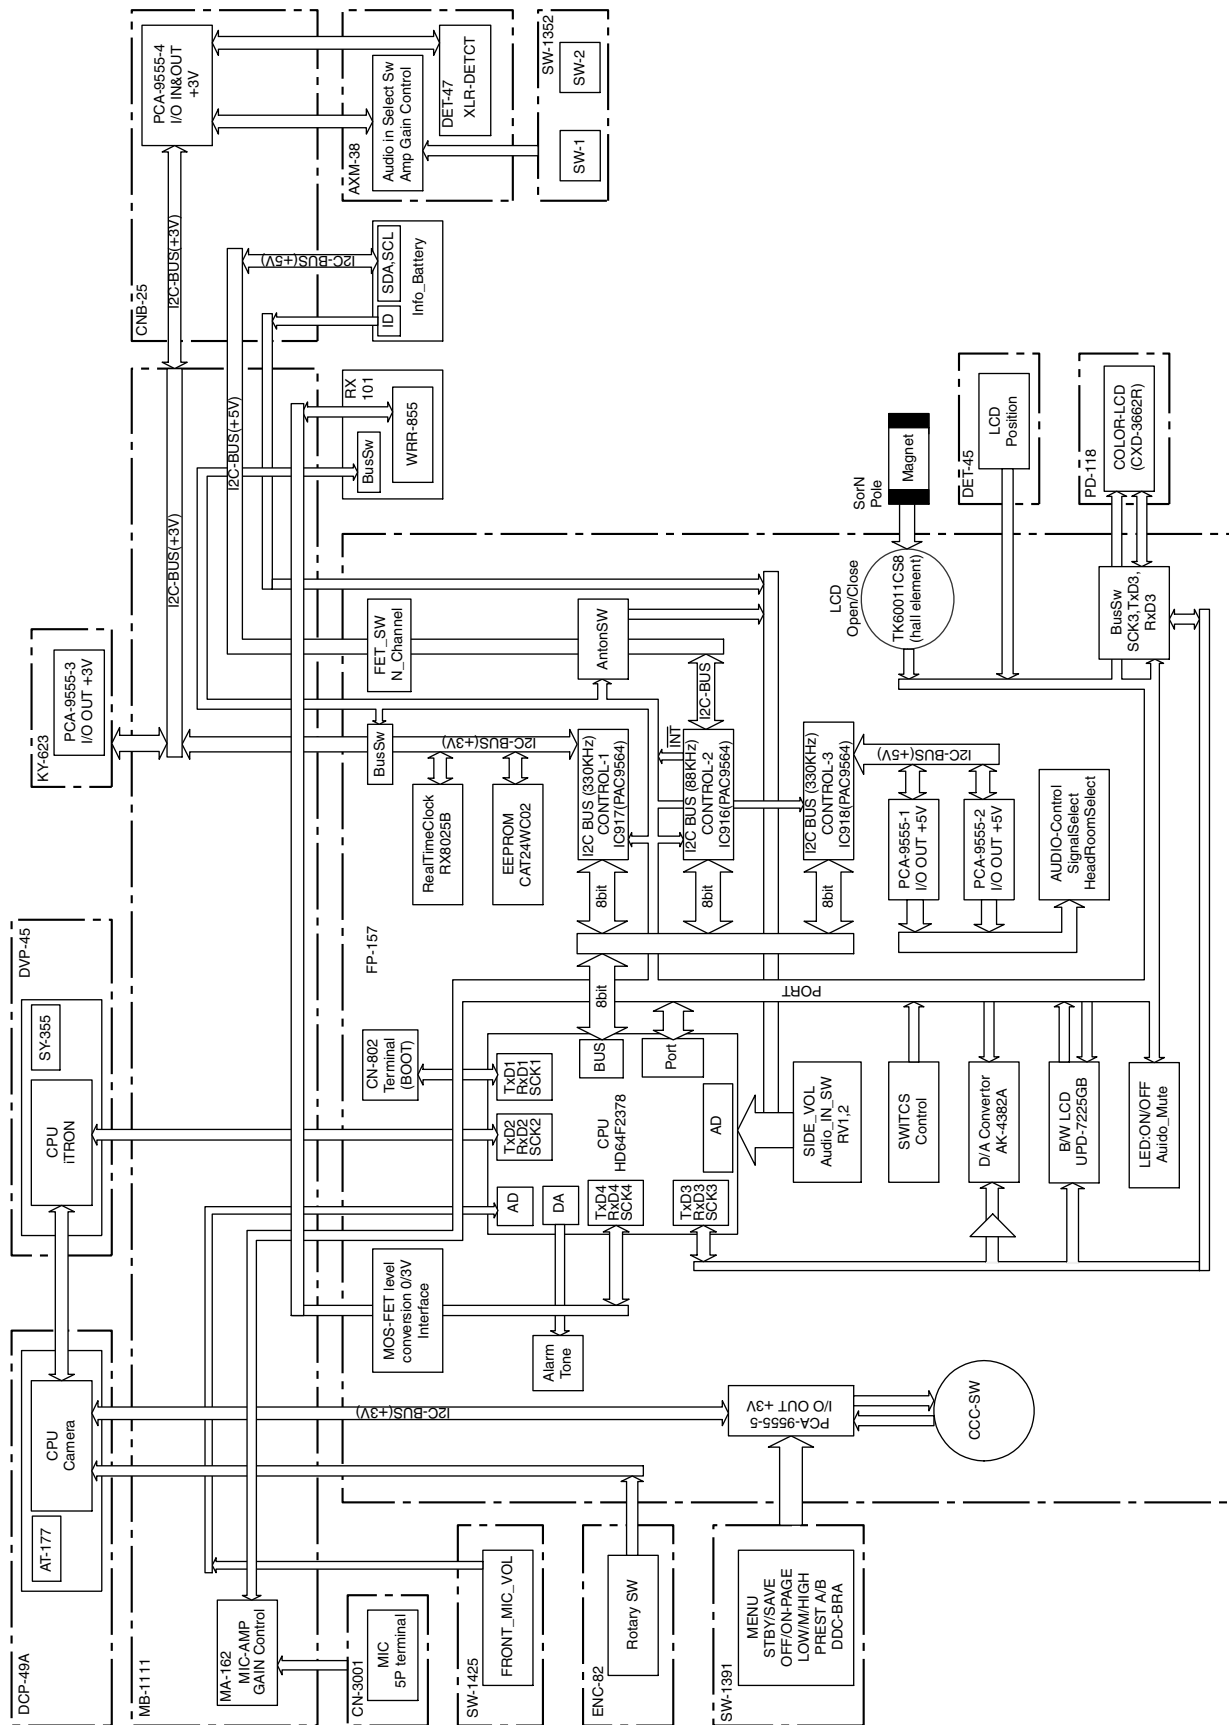 DCP-49A
AT-177
CPU
Camera
DVP-45
CPU
iTRON
SY-355
KY-623
PCA-9555-3
I/O OUT +3V
MB-1111
MA-162
MIC-AMP
GAIN Control
I2C-BUS(+3V)
I2C-BUS(+5V)
CNB-25
I2C-BUS(+3V)
PCA-9555-4
I/O IN&OUT
+3V
CN-3001
MIC
5P terminal
SW-1425
FRONT_MIC_VOL
ENC-82
Rotary SW
SW-1391
MENU
STBY/SAVE
OFF/ON-PAGE
LOW/M/HIGH
PREST A/B
DDC-BRA
RX
101
BusSw
WRR-855
I2C-BUS(+5V)
ID
SDA,SCL
Info_Battery
AXM-38
Audio in Select Sw
Amp Gain Control
DET-47
XLR-DETCT
SW-1352
SW-1
SW-2
FP-157
I2C-BUS(+3V)
MOS-FET level
conversion 0/3V
Interface
CN-802
Terminal
(BOOT)
BusSw
FET_SW
N_Channel
RealTimeClock
RX8025B
I2C-BUS(+3V)
EEPROM
CAT24WC02
Alarm
Tone
AD
DA
TxD2
RxD2
SCK2
TxD1
RxD1
SCK1
TxD4
RxD4
SCK4
CPU
HD64F2378
BUS
Port
TxD3
RxD3
SCK3
AD
8bit
8bit
I2C BUS (330KHz)
CONTROL-1
IC917(PAC9564)
AntonSW
8bit
I2C BUS (88KHz)
CONTROL-2
IC916(PAC9564)
INT
I2C-BUS
8bit
I2C BUS (330KHz)
CONTROL-3
IC918(PAC9564)
I2C-BUS(+5V)
PCA-9555-5
I/O OUT +3V
CCC-SW
SIDE_VOL
Audio_IN_SW
RV1,2
PORT
SWITCS
Control
D/A Convertor
AK-4382A
B/W LCD
UPD-7225GB
LED:ON/OFF
Auido_Mute
PCA-9555-1
I/O OUT +5V
PCA-9555-2
I/O OUT +5V
AUDIO-Control
SignalSelect
HeadRoomSelect
LCD
Open/Close
TK60011CS8
(hall element)
SorN
Pole
Magnet
DET-45
LCD
Position
BusSw
SCK3,TxD3,
RxD3
PD-118
COLOR-LCD
(CXD-3662R)